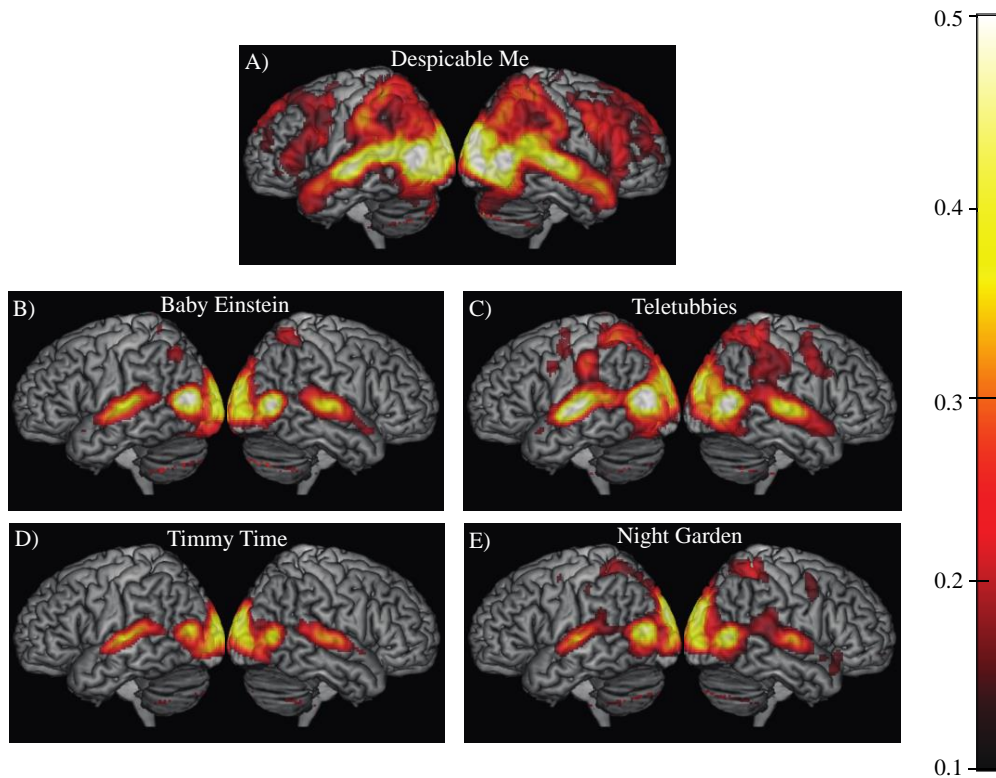 A) Despicable Me
B) Baby Einstein
C) Teletubbies
D) Timmy Time
E) Night Garden
0.5
0.4
0.3
0.2
0.1